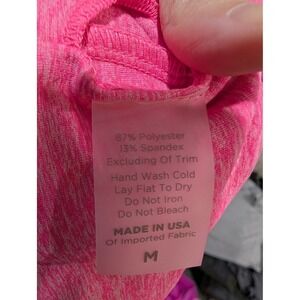 87% Polyester
13% Spandex
Excluding Of Trim
Hand Wash Cold
Lay Flat To Dry
Do Not Iron
Do Not Bleach
MADE IN USA
Of Imported Fabric
M